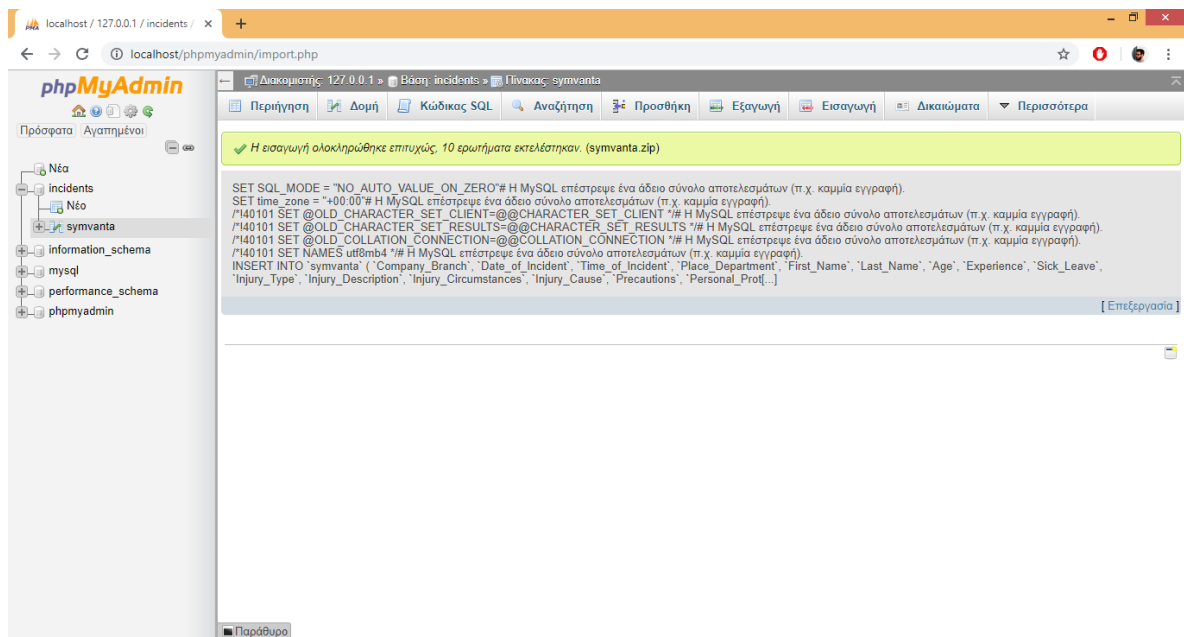 localhost / 127.0.0.1 / incidents /
localhost/phpmyadmin/import.php
phpMyAdmin
Πρόσφατα Αγαπημένοι
Νέα
incidents
Νέο
symvanta
information_schema
mysql
performance_schema
phpmyadmin
Διακομιστής: 127.0.0.1 » Βάση: incidents » Πίνακας: symvanta
Περιήγηση Δομή Κώδικας SQL Αναζήτηση Προσθήκη Εξαγωγή Εισαγωγή Δικαιώματα Περισσότερα
Η εισαγωγή ολοκληρώθηκε επιτυχώς, 10 ερωτήματα εκτελέστηκαν. (symvanta.zip)
SET SQL_MODE = "NO_AUTO_VALUE_ON_ZERO"# Η MySQL επέστρεψε ένα άδειο σύνολο αποτελεσμάτων (π.χ. καμμία εγγραφή).
SET time_zone = "+00:00"# Η MySQL επέστρεψε ένα άδειο σύνολο αποτελεσμάτων (π.χ. καμμία εγγραφή).
/*!40101 SET @OLD_CHARACTER_SET_CLIENT=@@CHARACTER_SET_CLIENT */# Η MySQL επέστρεψε ένα άδειο σύνολο αποτελεσμάτων (π.χ. καμμία εγγραφή).
/*!40101 SET @OLD_CHARACTER_SET_RESULTS=@@CHARACTER_SET_RESULTS */# Η MySQL επέστρεψε ένα άδειο σύνολο αποτελεσμάτων (π.χ. καμμία εγγραφή).
/*!40101 SET @OLD_COLLATION_CONNECTION=@@COLLATION_CONNECTION */# Η MySQL επέστρεψε ένα άδειο σύνολο αποτελεσμάτων (π.χ. καμμία εγγραφή).
/*!40101 SET NAMES utf8mb4 */# Η MySQL επέστρεψε ένα άδειο σύνολο αποτελεσμάτων (π.χ. καμμία εγγραφή).
INSERT INTO `symvanta` ( `Company_Branch`, `Date_of_Incident`, `Time_of_Incident`, `Place_Department`, `First_Name`, `Last_Name`, `Age`, `Experience`, `Sick_Leave`,
`Injury_Type`, `Injury_Description`, `Injury_Circumstances`, `Injury_Cause`, `Precautions`, `Personal_Prot[...]
[ Επεξεργασία ]
Παράθυρο